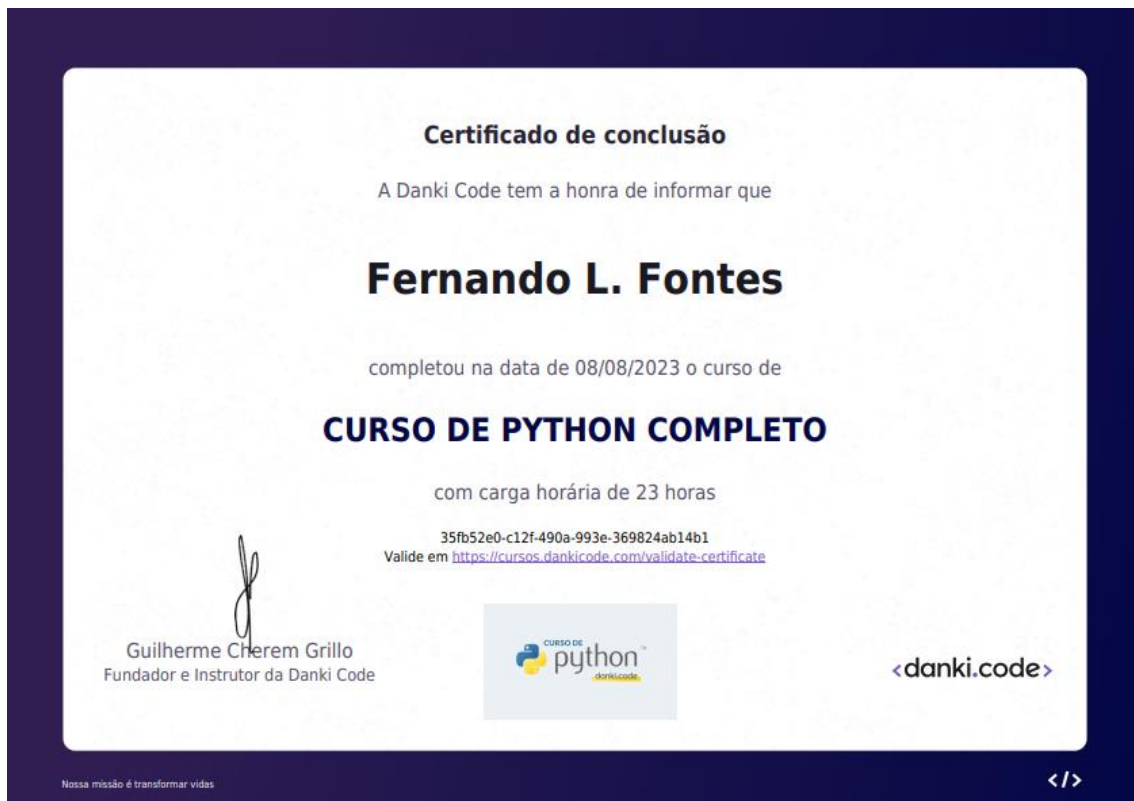 Certificado de conclusão
A Danki Code tem a honra de informar que
Fernando L. Fontes
completou na data de 08/08/2023 o curso de
CURSO DE PYTHON COMPLETO
com carga horária de 23 horas
35fb52e0-c12f-490a-993e-369824ab14b1
Valide em https://cursos.dankicode.com/validate-certificate
Guilherme Cherem Grillo
Fundador e Instrutor da Danki Code
CURSO DE
python™
danki.code
<danki.code>
Nossa missão é transformar vidas
</>